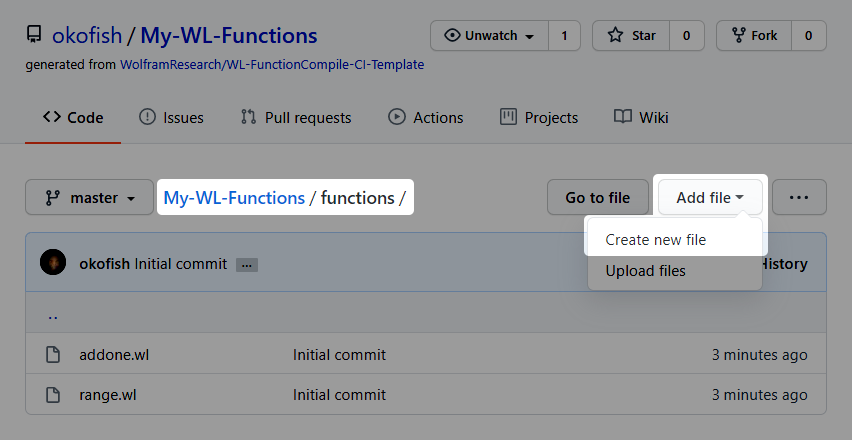 okofish / My-WL-Functions Unwatch 1 Star 0 Fork 0
generated from WolframResearch/WL-FunctionCompile-CI-Template
Code Issues Pull requests Actions Projects Wiki
master My-WL-Functions / functions / Go to file Add file ...
Create new file
okofish Initial commit ... History
Upload files
..
addone.wl Initial commit 3 minutes ago
range.wl Initial commit 3 minutes ago